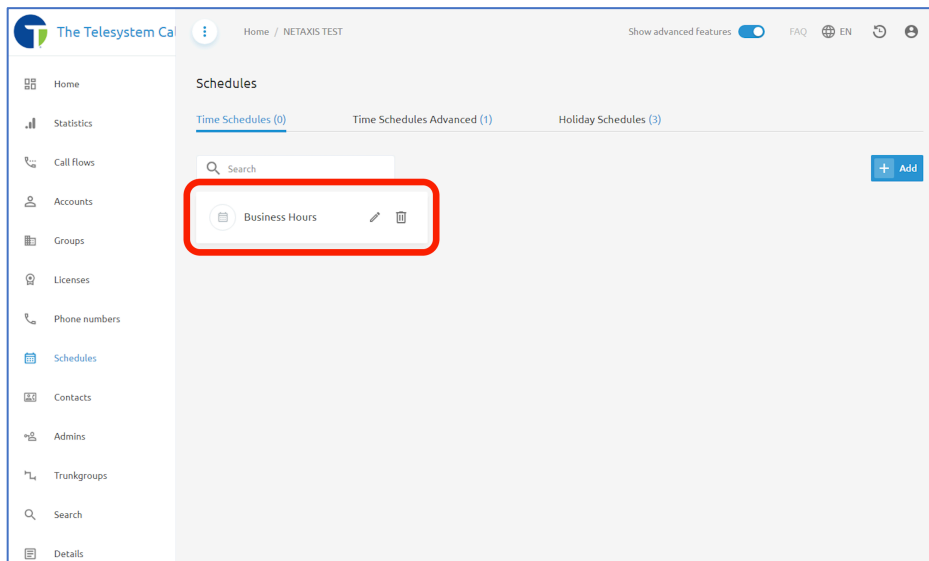 The Telesystem Cal
Home / NETAXIS TEST
Show advanced features
FAQ
EN
Home
Statistics
Call flows
Accounts
Groups
Licenses
Phone numbers
Schedules
Contacts
Admins
Trunkgroups
Search
Details
Schedules
Time Schedules (0)
Time Schedules Advanced (1)
Holiday Schedules (3)
Search
+ Add
Business Hours